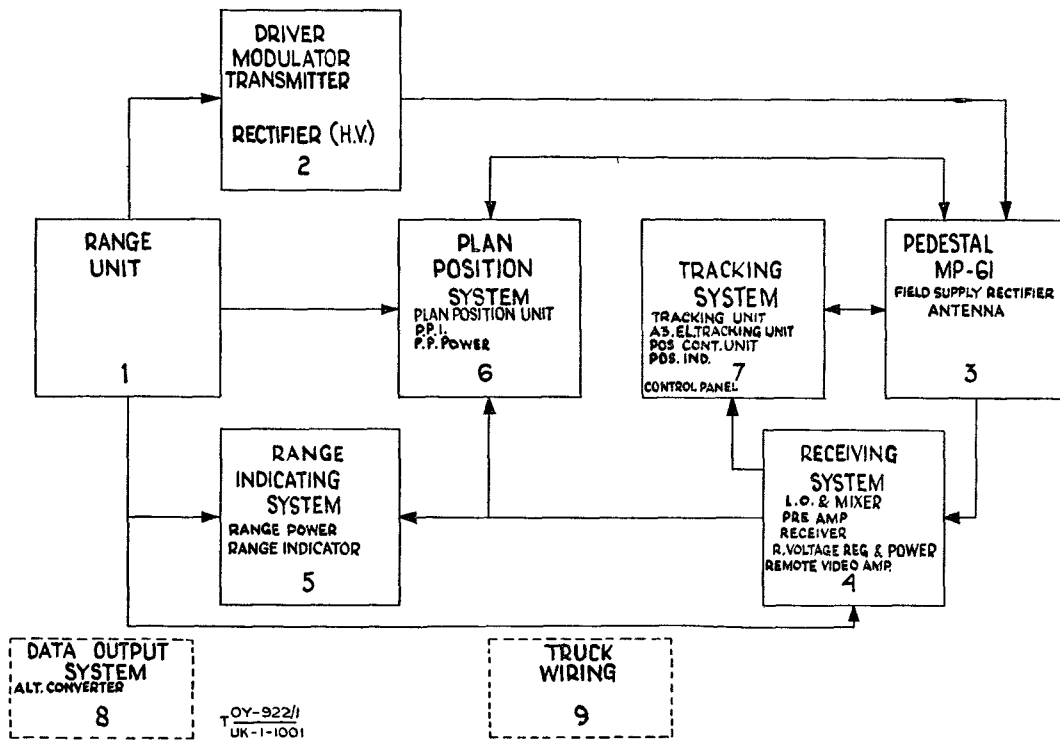 DRIVER
MODULATOR
TRANSMITTER
RECTIFIER (H.V.)
2
RANGE
UNIT
1
PLAN
POSITION
SYSTEM
PLAN POSITION UNIT
P.P.I.
P.P. POWER
6
TRACKING
SYSTEM
TRACKING UNIT
AZ. EL. TRACKING UNIT
POS CONT. UNIT
POS. IND.
7
CONTROL PANEL
PEDESTAL
MP-61
FIELD SUPPLY RECTIFIER
ANTENNA
3
RANGE
INDICATING
SYSTEM
RANGE POWER
RANGE INDICATOR
5
RECEIVING
SYSTEM
L.O. & MIXER
PRE AMP
RECEIVER
R. VOLTAGE REG & POWER
REMOTE VIDEO AMP.
4
DATA OUTPUT
SYSTEM
ALT. CONVERTER
8
TRUCK
WIRING
9
T OY-922/1
UK-1-1001